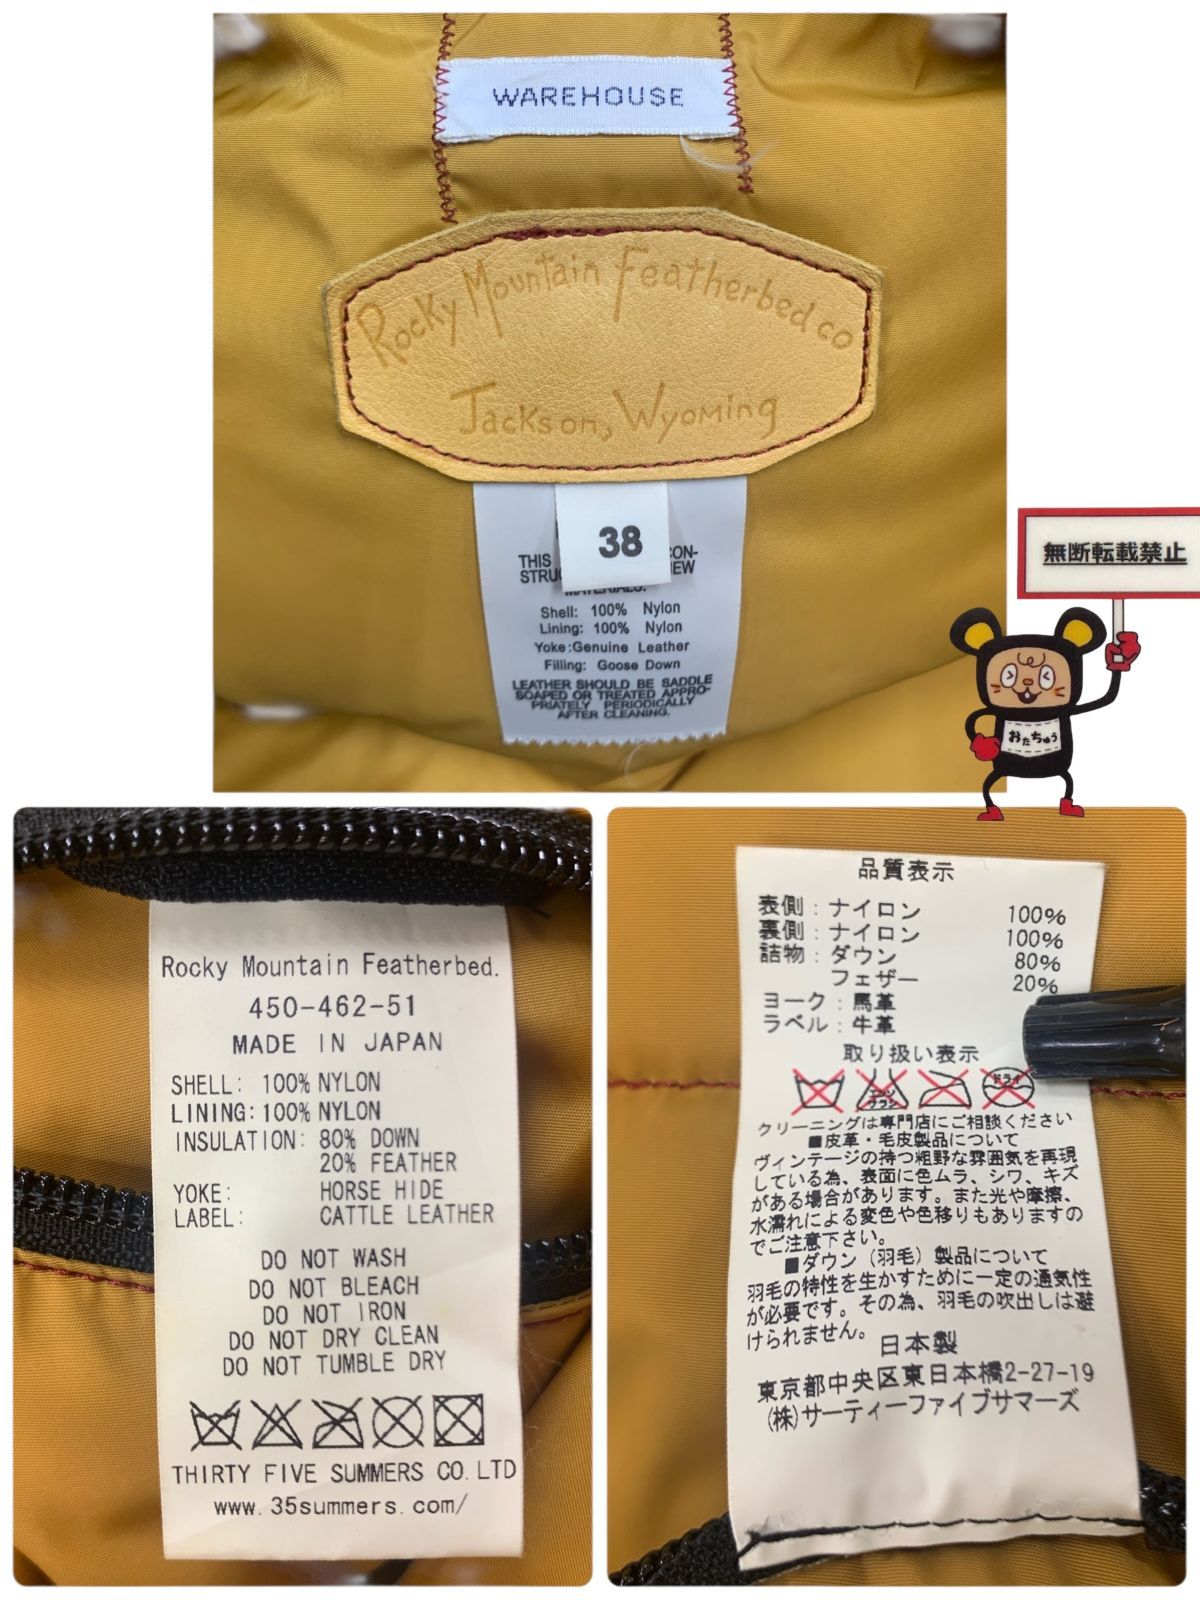 WAREHOUSE
Rocky Mountain Featherbed co
Jackson, Wyoming
38
THIS
STRU
MATERIALS:
Shell: 100% Nylon
Lining: 100% Nylon
Yoke:Genuine Leather
Filling: Goose Down
LEATHER SHOULD BE SADDLE
SOAPED OR TREATED APPRO-
PRIATELY PERIODICALLY
AFTER CLEANING.
無断転載禁止
おたちゅう
Rocky Mountain Featherbed.
450-462-51
MADE IN JAPAN
SHELL: 100% NYLON
LINING: 100% NYLON
INSULATION: 80% DOWN
20% FEATHER
YOKE: HORSE HIDE
LABEL: CATTLE LEATHER
DO NOT WASH
DO NOT BLEACH
DO NOT IRON
DO NOT DRY CLEAN
DO NOT TUMBLE DRY
THIRTY FIVE SUMMERS CO.LTD
www.35summers.com/
品質表示
表側：ナイロン 100%
裏側：ナイロン 100%
詰物：ダウン 80%
フェザー 20%
ヨーク：馬革
ラベル：牛革
取り扱い表示
エンソ
サラシ
ドライ
クリーニングは専門店にご相談ください
■皮革・毛皮製品について
ヴィンテージの持つ粗野な雰囲気を再現
している為、表面に色ムラ、シワ、キズ
がある場合があります。また光や摩擦、
水濡れによる変色や色移りもありますの
でご注意下さい。
■ダウン（羽毛）製品について
羽毛の特性を生かすために一定の通気性
が必要です。その為、羽毛の吹出しは避
けられません。
日本製
東京都中央区東日本橋2-27-19
(株)サーティーファイブサマーズ